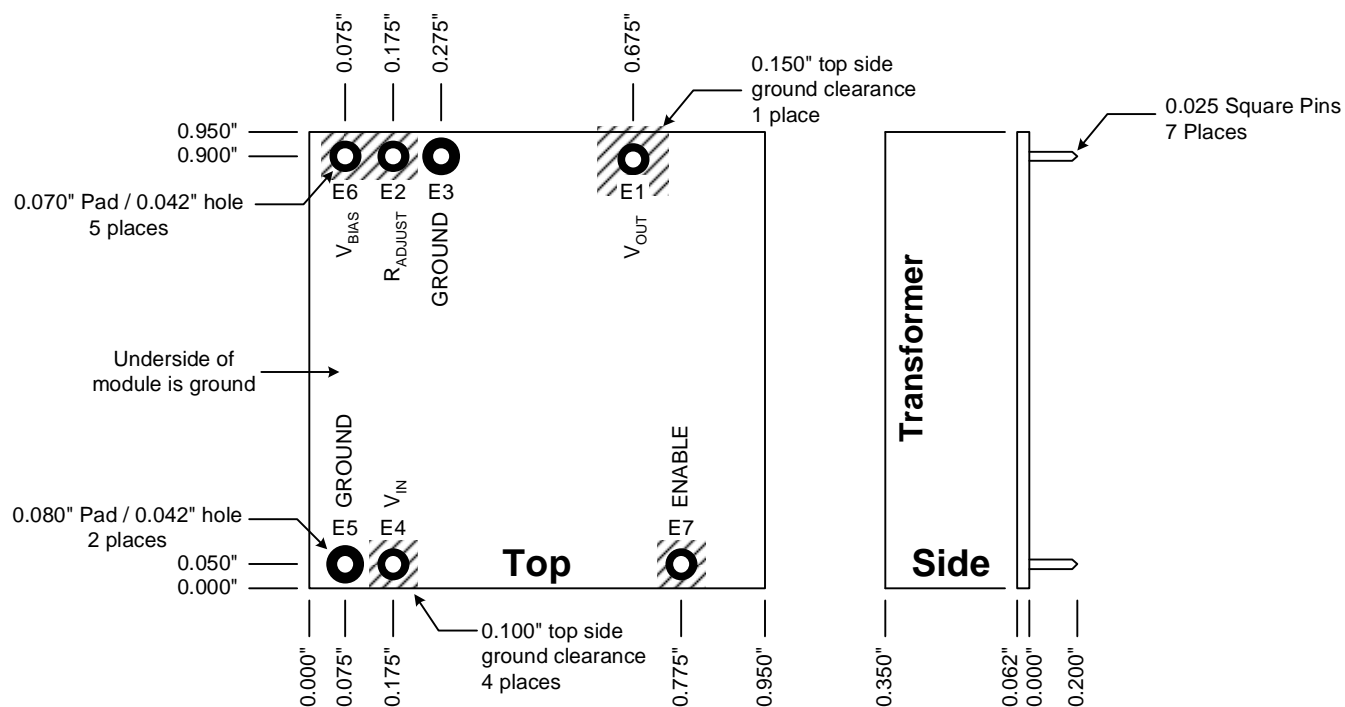 0.075"
0.175"
0.275"
0.675"
0.150" top side
ground clearance
1 place
0.025 Square Pins
7 Places
0.950"
0.900"
0.070" Pad / 0.042" hole
5 places
E6
E2
E3
E1
VBIAS
RADJUST
GROUND
VOUT
Underside of
module is ground
Transformer
GROUND
VIN
ENABLE
0.080" Pad / 0.042" hole
2 places
E5
E4
E7
Top
Side
0.050"
0.000"
0.100" top side
ground clearance
4 places
0.000"
0.075"
0.175"
0.775"
0.950"
0.350"
0.062"
0.000"
0.200"